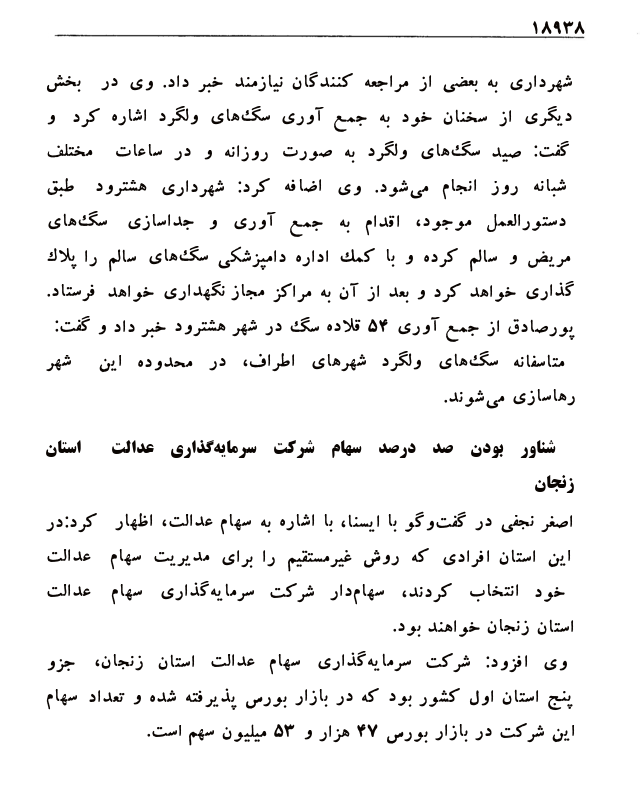 ۱۸۹۳۸
شهرداری به بعضی از مراجعه کنندگان نیازمند خبر داد. وی در بخش
دیگری از سخنان خود به جمع آوری سگ‌های ولگرد اشاره کرد و
گفت: صید سگ‌های ولگرد به صورت روزانه و در ساعات مختلف
شبانه روز انجام می‌شود. وی اضافه کرد: شهرداری هشترود طبق
دستورالعمل موجود، اقدام به جمع آوری و جداسازی سگ‌های
مریض و سالم کرده و با کمک اداره دامپزشکی سگ‌های سالم را پلاک
گذاری خواهد کرد و بعد از آن به مراکز مجاز نگهداری خواهد فرستاد.
پورصادق از جمع آوری ۵۴ قلاده سگ در شهر هشترود خبر داد و گفت:
متاسفانه سگ‌های ولگرد شهرهای اطراف، در محدوده این شهر
رهاسازی می‌شوند.
شناور بودن صد درصد سهام شرکت سرمایه‌گذاری عدالت استان
زنجان
اصغر نجفی در گفت‌وگو با ایسنا، با اشاره به سهام عدالت، اظهار کرد:در
این استان افرادی که روش غیرمستقیم را برای مدیریت سهام عدالت
خود انتخاب کردند، سهام‌دار شرکت سرمایه‌گذاری سهام عدالت
استان زنجان خواهند بود.
وی افزود: شرکت سرمایه‌گذاری سهام عدالت استان زنجان، جزو
پنج استان اول کشور بود که در بازار بورس پذیرفته شده و تعداد سهام
این شرکت در بازار بورس ۴۷ هزار و ۵۳ میلیون سهم است.